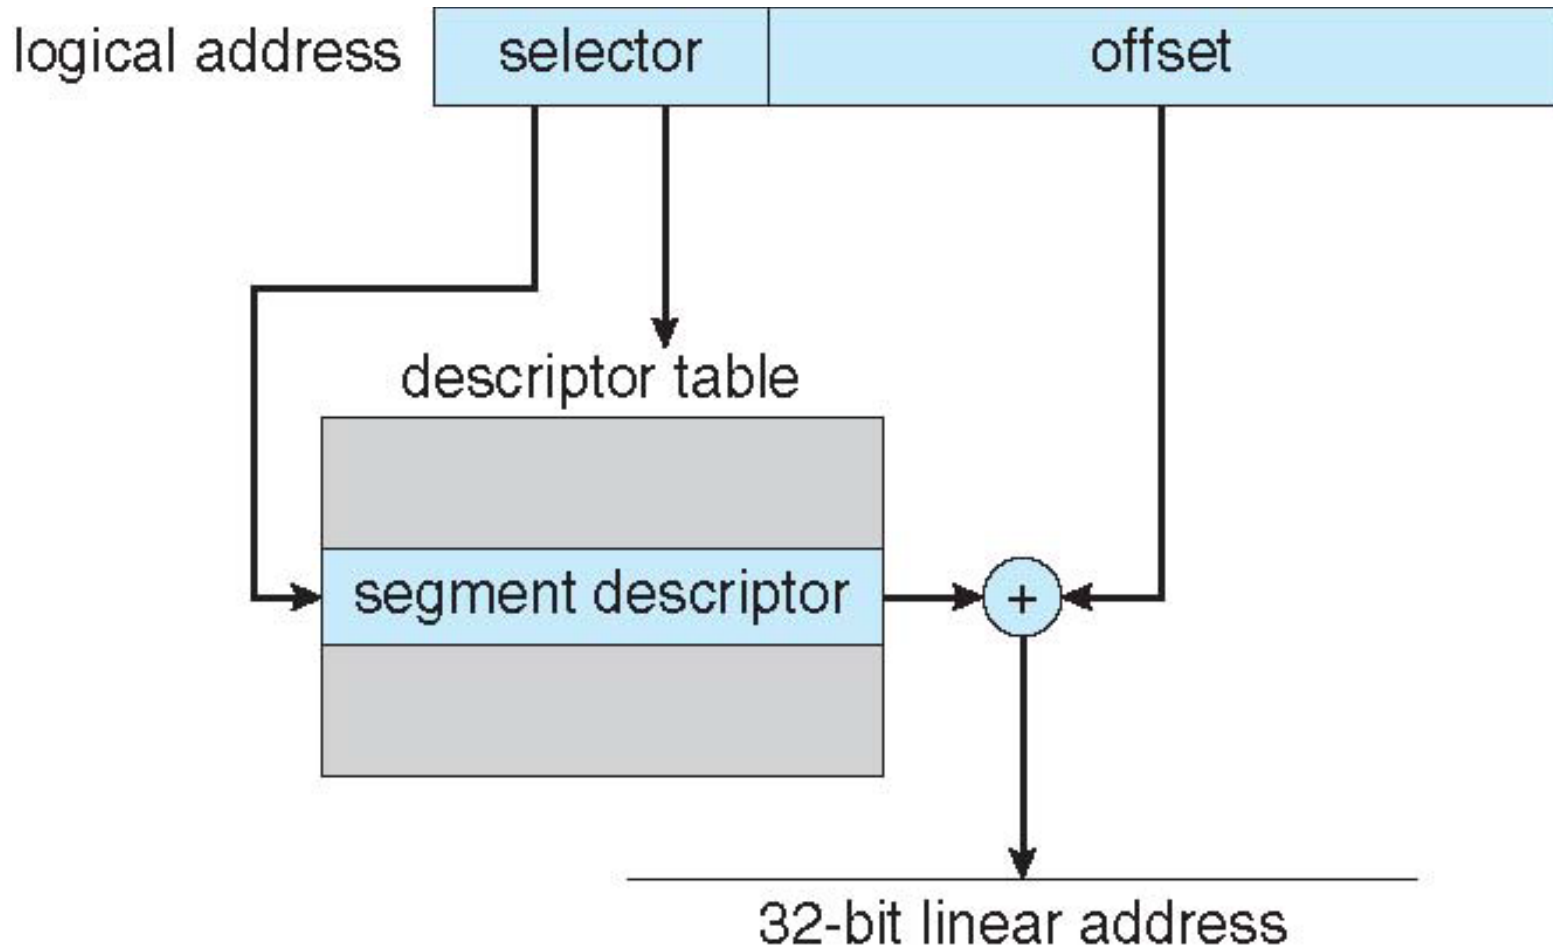 logical address selector offset
descriptor table
segment descriptor +
32-bit linear address